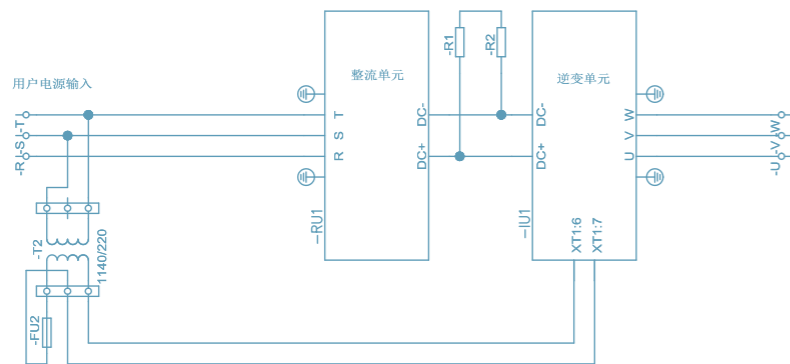 -R1
-R2
整流单元
逆变单元
用户电源输入
-T
T
DC-
DC-
W
-W
-S
S
V
-V
-R
R
DC+
DC+
U
-U
-RU1
-IU1
XT1:6
XT1:7
-T2
1140/220
-FU2